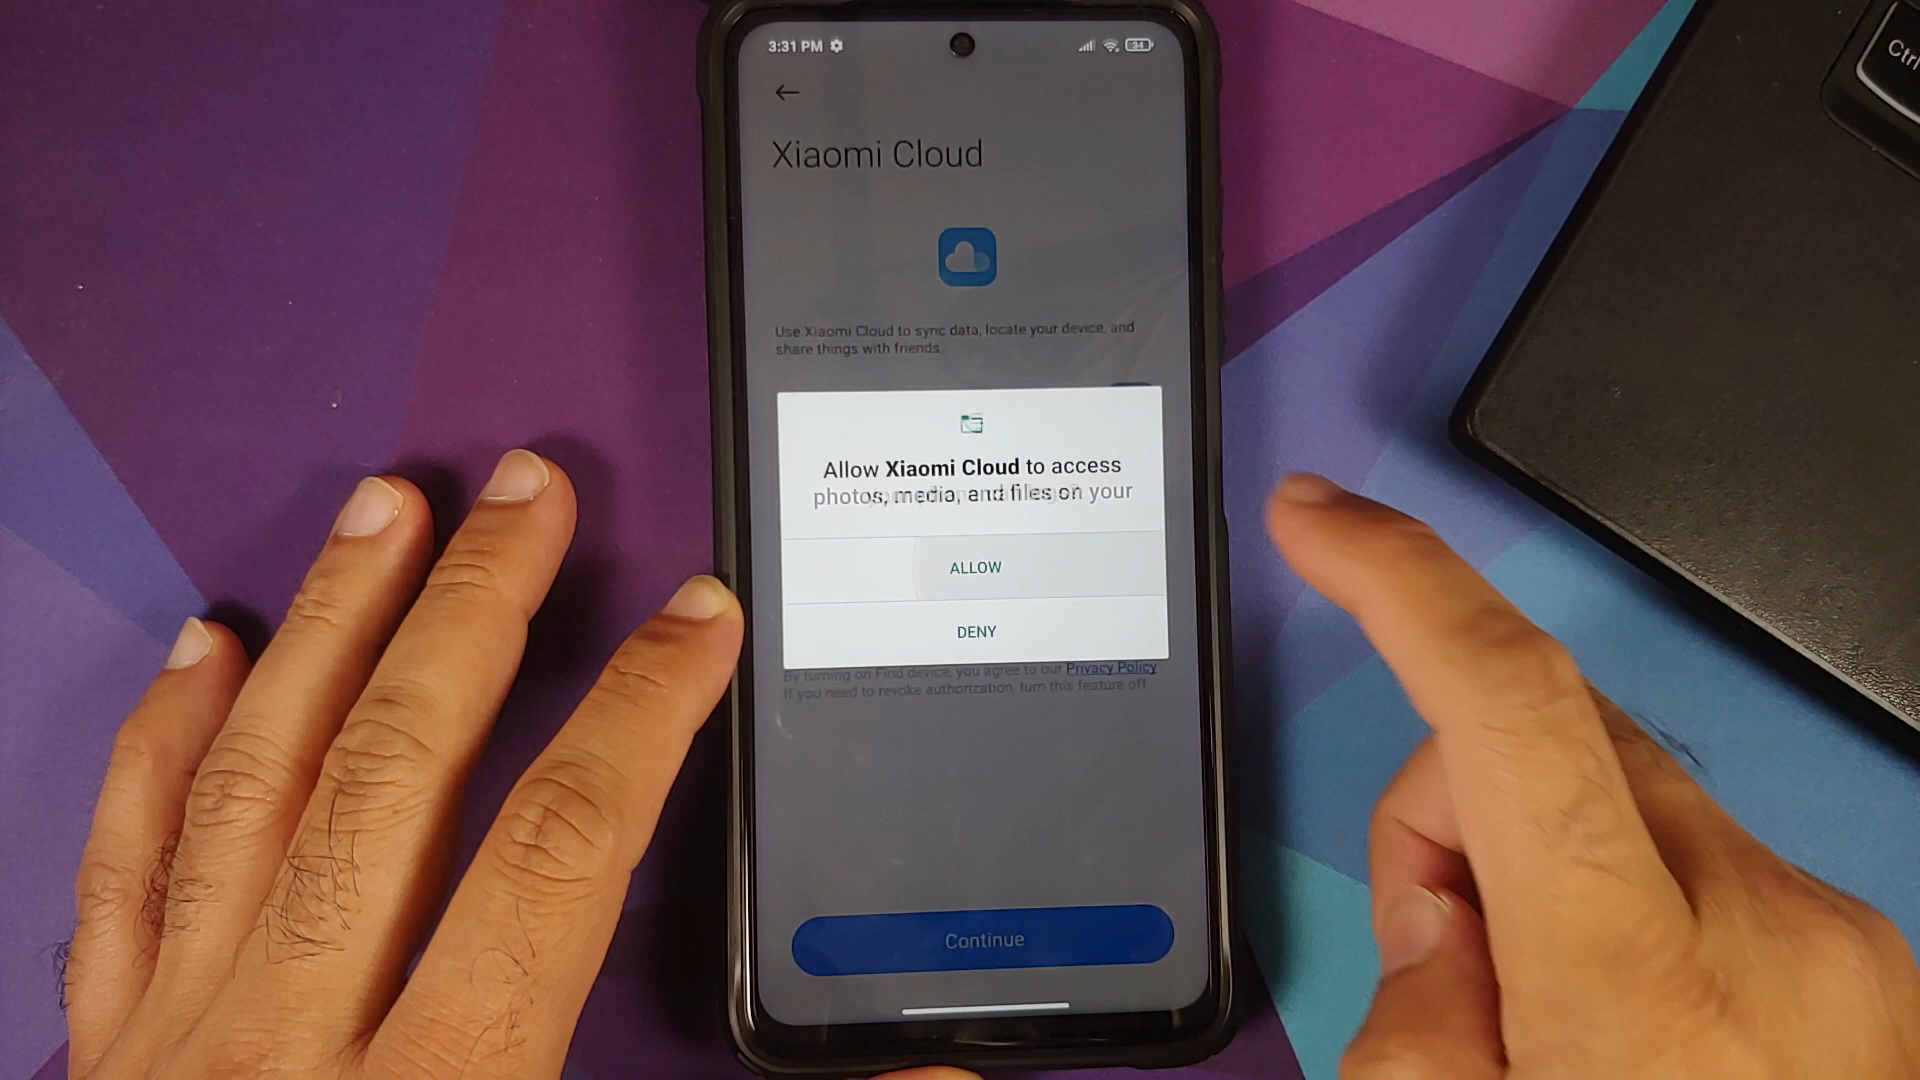 3:31 PM
34
Xiaomi Cloud
Use Xiaomi Cloud to sync data, locate your device, and
share things with friends.
Allow Xiaomi Cloud to access
photos, media, and files on your
ALLOW
DENY
By turning on Find device, you agree to our Privacy Policy
If you need to revoke authorization, turn this feature off
Continue
Ctrl